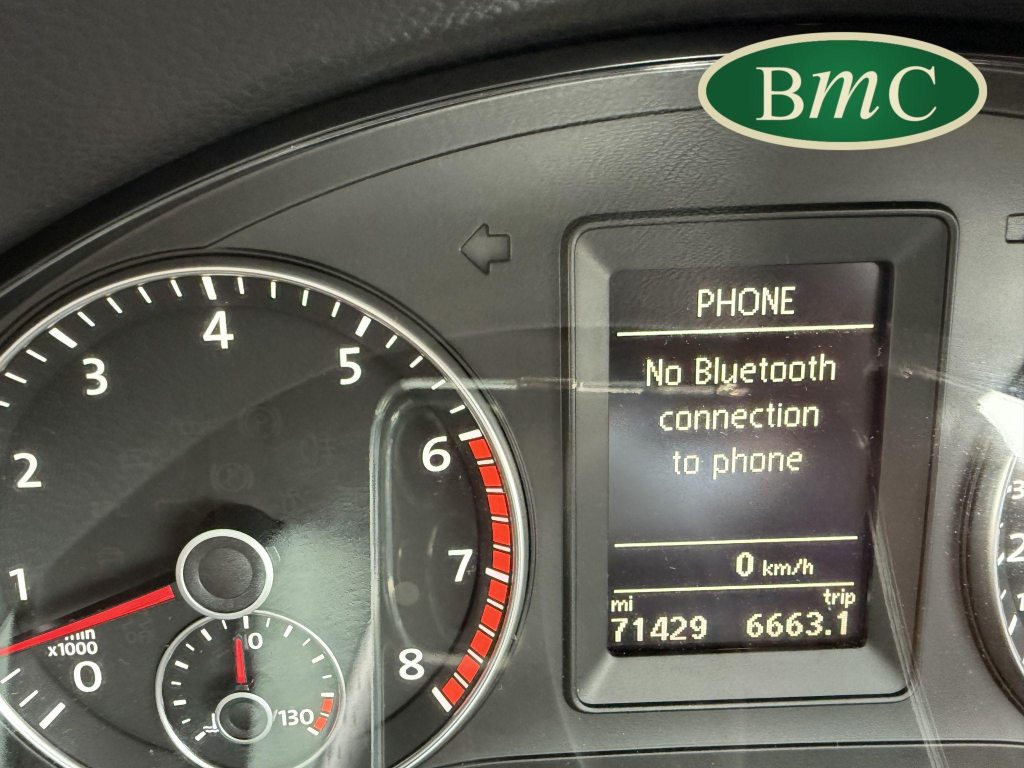 BmC
PHONE
No Bluetooth
connection
to phone
0 km/h
mi trip
71429 6663.1
4
3
5
2
6
1
7
min
x1000
0
8
130